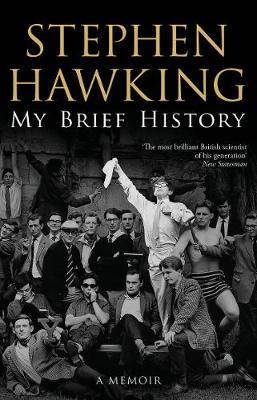 STEPHEN
HAWKING
MY BRIEF HISTORY
‘The most brilliant British scientist
of his generation’
New Statesman
A MEMOIR